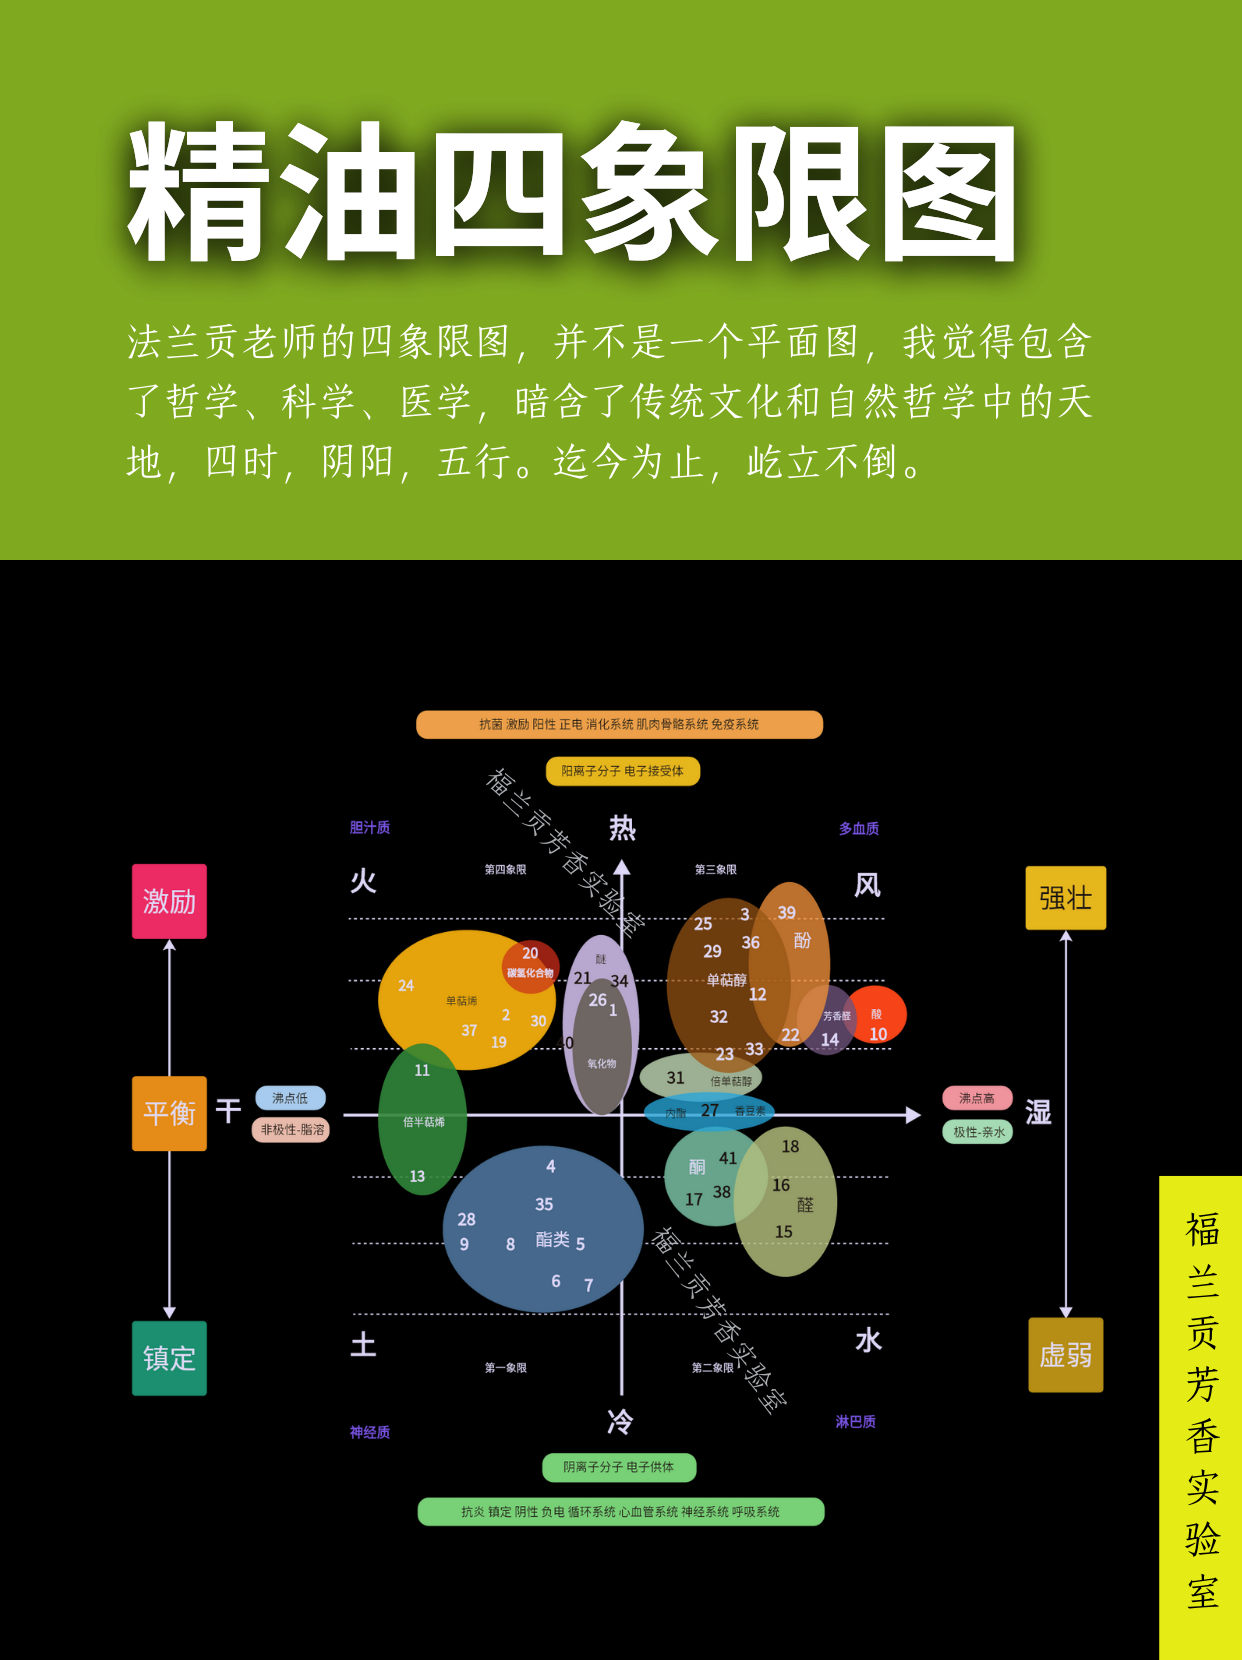 精油四象限图
法兰贡老师的四象限图，并不是一个平面图，我觉得包含
了哲学、科学、医学，暗含了传统文化和自然哲学中的天
地，四时，阴阳，五行。迄今为止，屹立不倒。
抗菌 激励 阳性 正电 消化系统 肌肉骨骼系统 免疫系统
阳离子分子 电子接受体
福兰贡芳香实验室
胆汁质
热
多血质
火
第四象限
第三象限
风
激励
强壮
25
3
39
36
酚
29
20
碳氢化合物
醚
21
34
单萜醇
24
单萜烯
26
1
12
2
30
37
19
32
芳香醛
酸
22
14
10
40
氧化物
23
33
11
31
倍单萜醇
平衡
干
沸点低
非极性-脂溶
倍半萜烯
内酯
27
香豆素
沸点高
极性-亲水
湿
13
4
酮
41
18
35
17
38
16
醛
28
9
8
酯类
5
15
6
7
福兰贡芳香实验室
镇定
土
第一象限
第二象限
水
虚弱
神经质
冷
淋巴质
阴离子分子 电子供体
抗炎 镇定 阴性 负电 循环系统 心血管系统 神经系统 呼吸系统
福兰贡芳香实验室